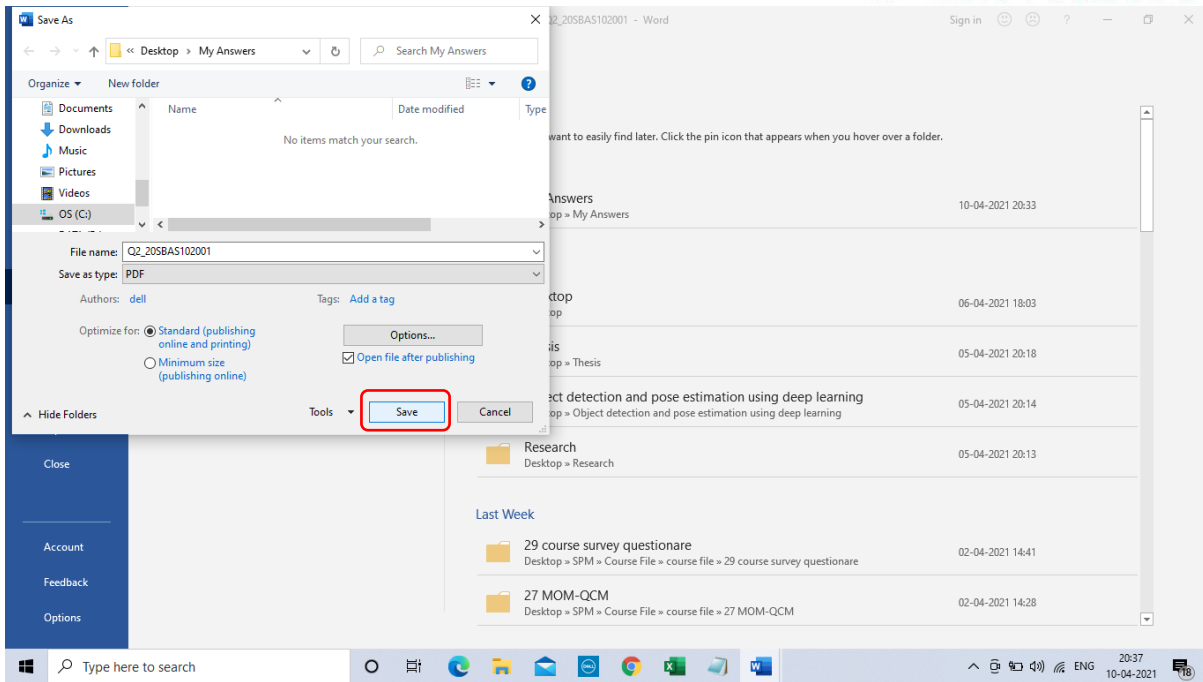 Save As
2_20SBAS102001 - Word
Sign in
?
« Desktop › My Answers
Search My Answers
Organize
New folder
?
Documents
Downloads
Music
Pictures
Videos
OS (C:)
Name
Date modified
Type
No items match your search.
File name: Q2_20SBAS102001
Save as type: PDF
Authors: dell
Tags: Add a tag
Optimize for:
Standard (publishing
online and printing)
Minimum size
(publishing online)
Options...
Open file after publishing
Hide Folders
Tools
Save
Cancel
want to easily find later. Click the pin icon that appears when you hover over a folder.
Answers
op » My Answers
10-04-2021 20:33
ktop
op
06-04-2021 18:03
sis
op » Thesis
05-04-2021 20:18
ect detection and pose estimation using deep learning
op » Object detection and pose estimation using deep learning
05-04-2021 20:14
Research
Desktop » Research
05-04-2021 20:13
Last Week
29 course survey questionare
Desktop » SPM » Course File » course file » 29 course survey questionare
02-04-2021 14:41
27 MOM-QCM
Desktop » SPM » Course File » course file » 27 MOM-QCM
02-04-2021 14:28
Close
Account
Feedback
Options
Type here to search
DELL
ENG
20:37
10-04-2021
18